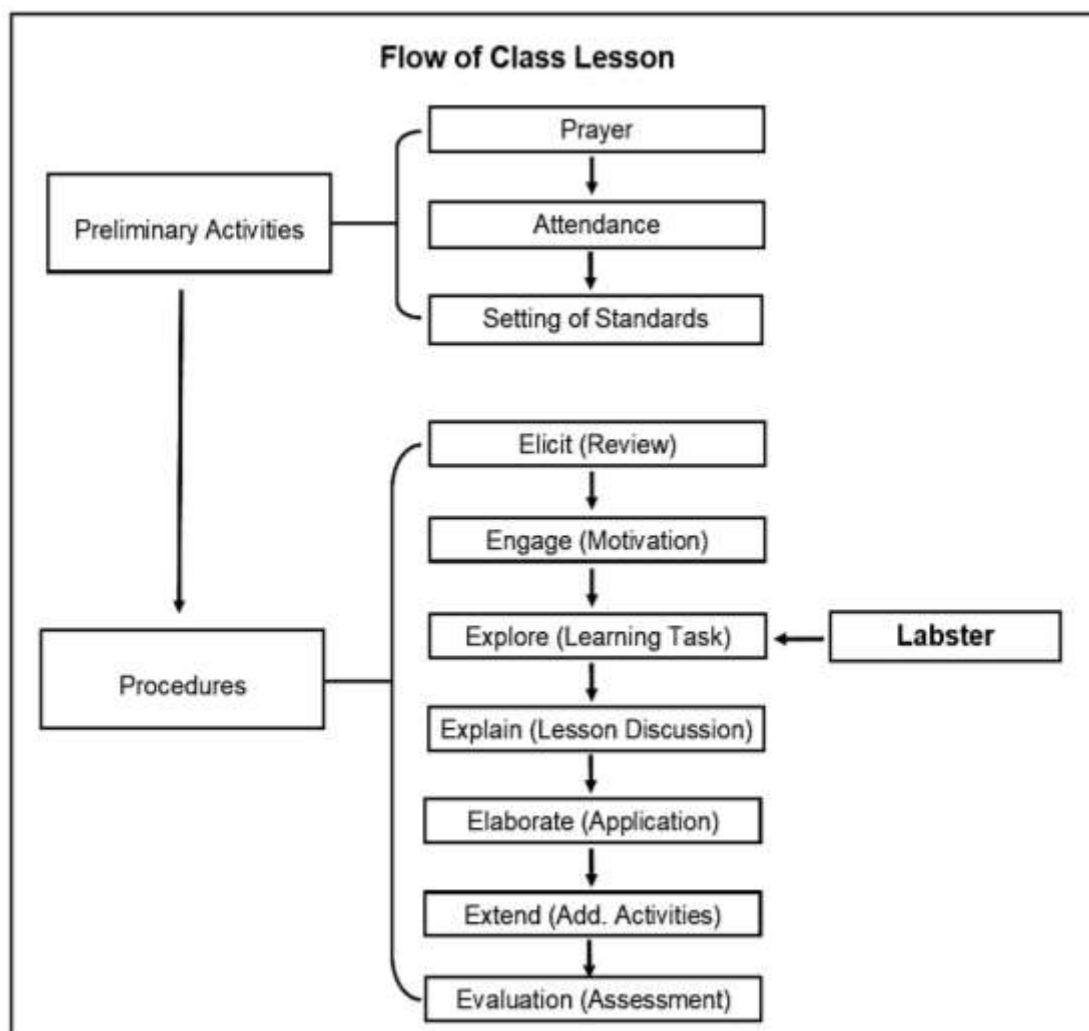 Flow of Class Lesson
Preliminary Activities
Prayer
Attendance
Setting of Standards
Procedures
Elicit (Review)
Engage (Motivation)
Explore (Learning Task)
Labster
Explain (Lesson Discussion)
Elaborate (Application)
Extend (Add. Activities)
Evaluation (Assessment)